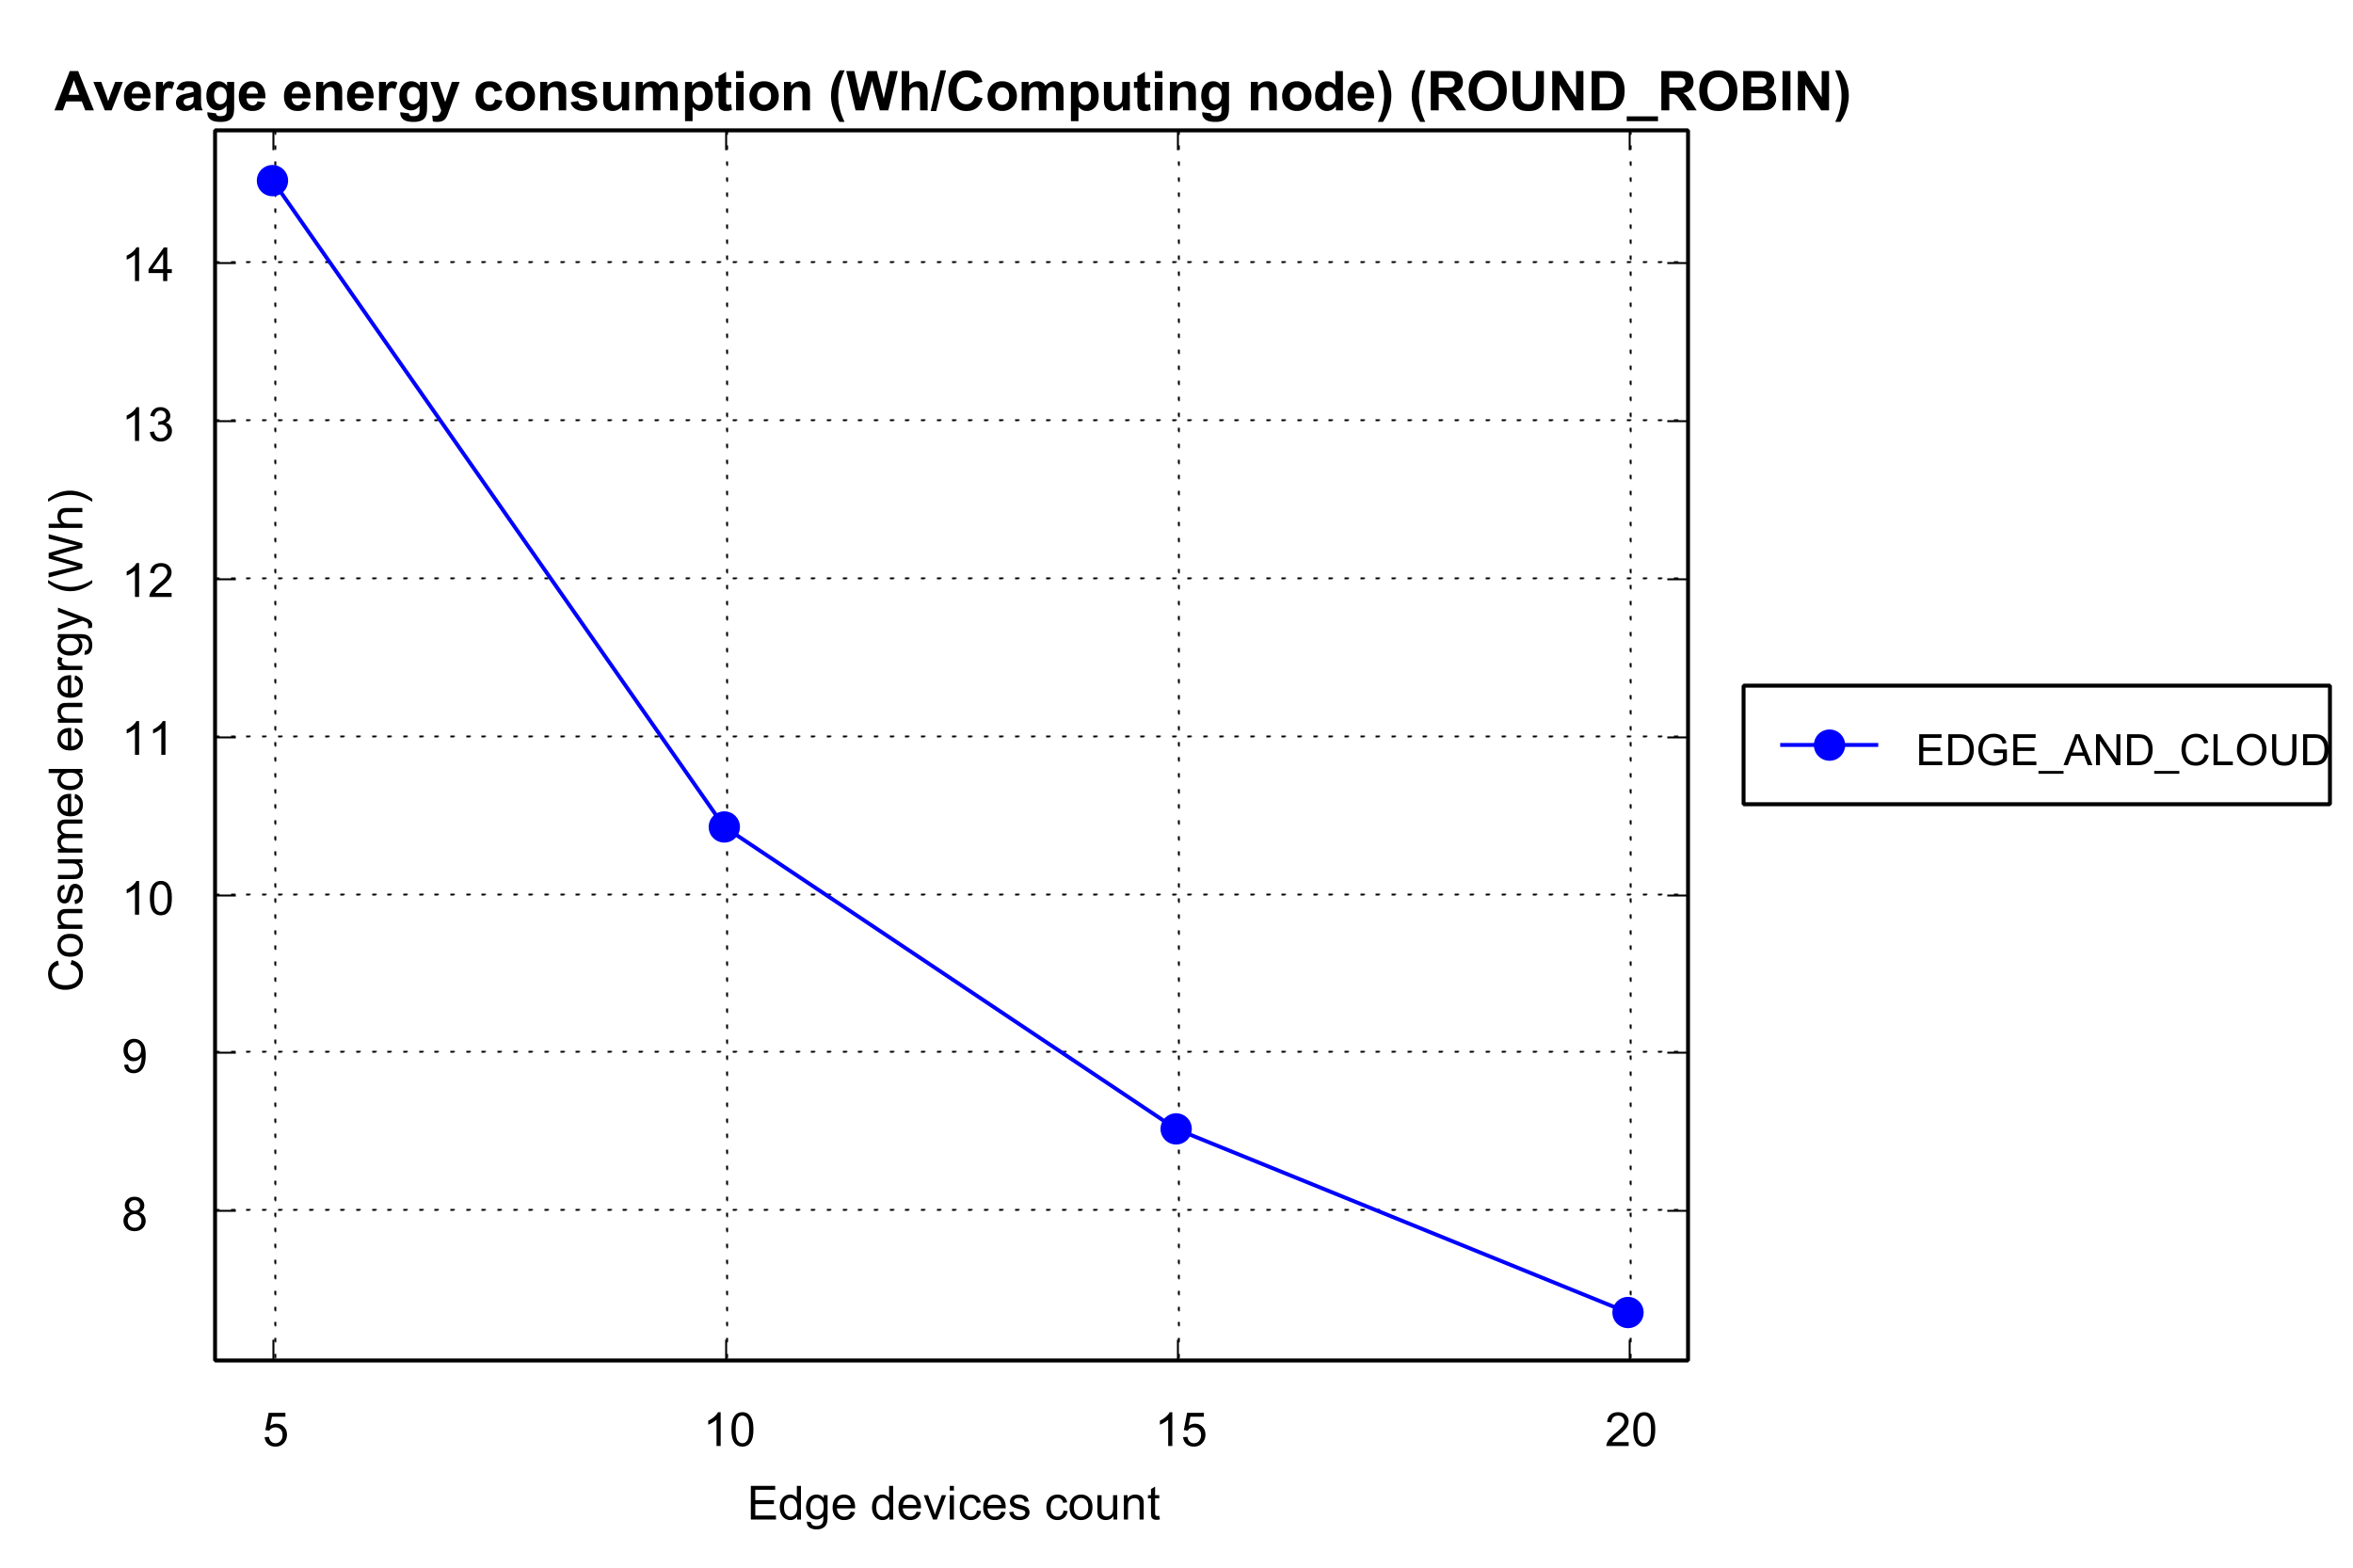 Average energy consumption (Wh/Computing node) (ROUND_ROBIN)
Consumed energy (Wh)
14
13
12
11
10
9
8
5 10 15 20
Edge devices count
EDGE_AND_CLOUD